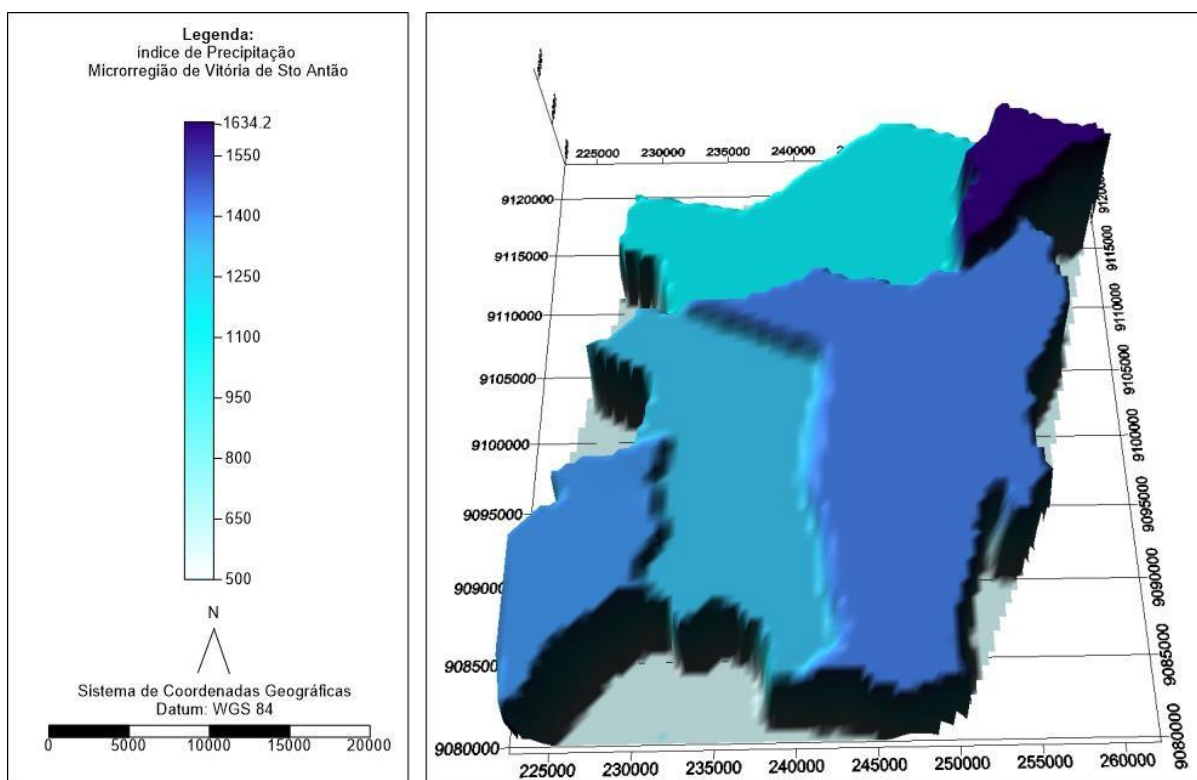 Legenda:
índice de Precipitação
Microrregião de Vitória de Sto Antão
1634.2
1550
1400
1250
1100
950
800
650
500
N
Sistema de Coordenadas Geográficas
Datum: WGS 84
0 5000 10000 15000 20000
225000 230000 235000 240000
9120000
9115000
9110000
9105000
9100000
9095000
9090000
9085000
9080000
9115000
9110000
9105000
9100000
9095000
9090000
9085000
9080000
225000 230000 235000 240000 245000 250000 255000 260000